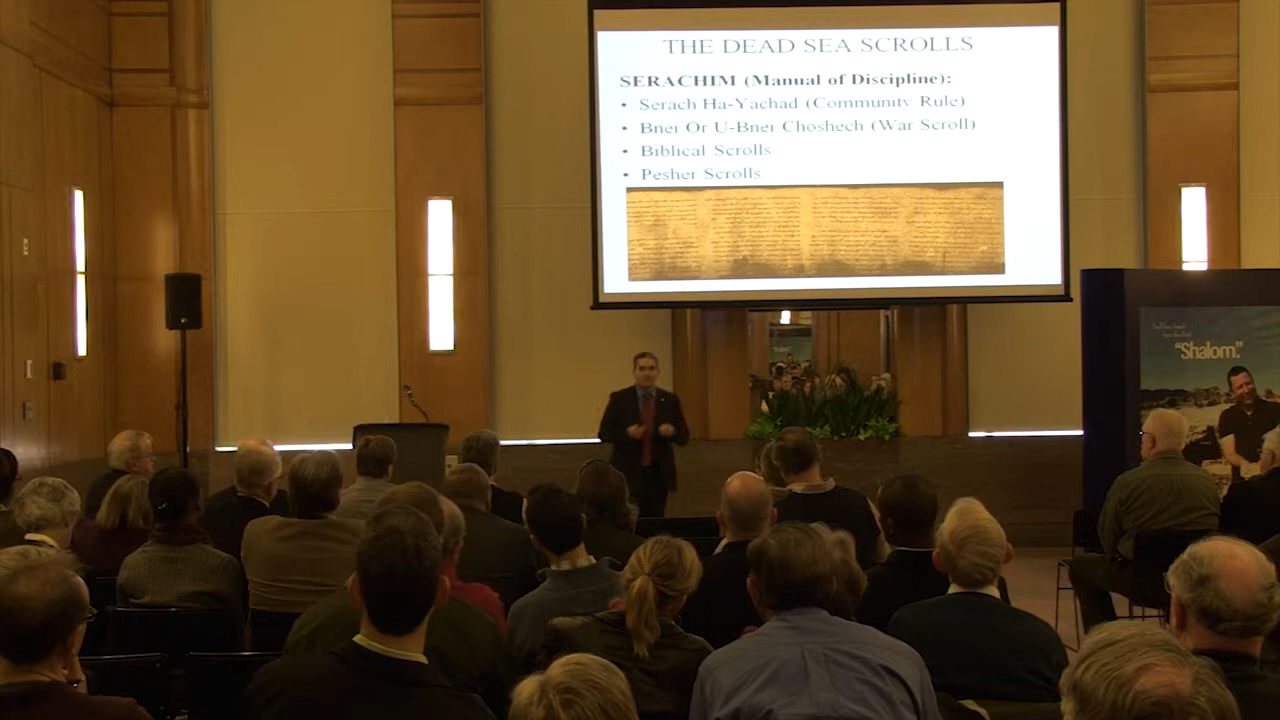 THE DEAD SEA SCROLLS
SERACHIM (Manual of Discipline):
• Serach Ha-Yachad (Community Rule)
• Bnei Or U-Bnei Choshech (War Scroll)
• Biblical Scrolls
• Pesher Scrolls
"Shalom."